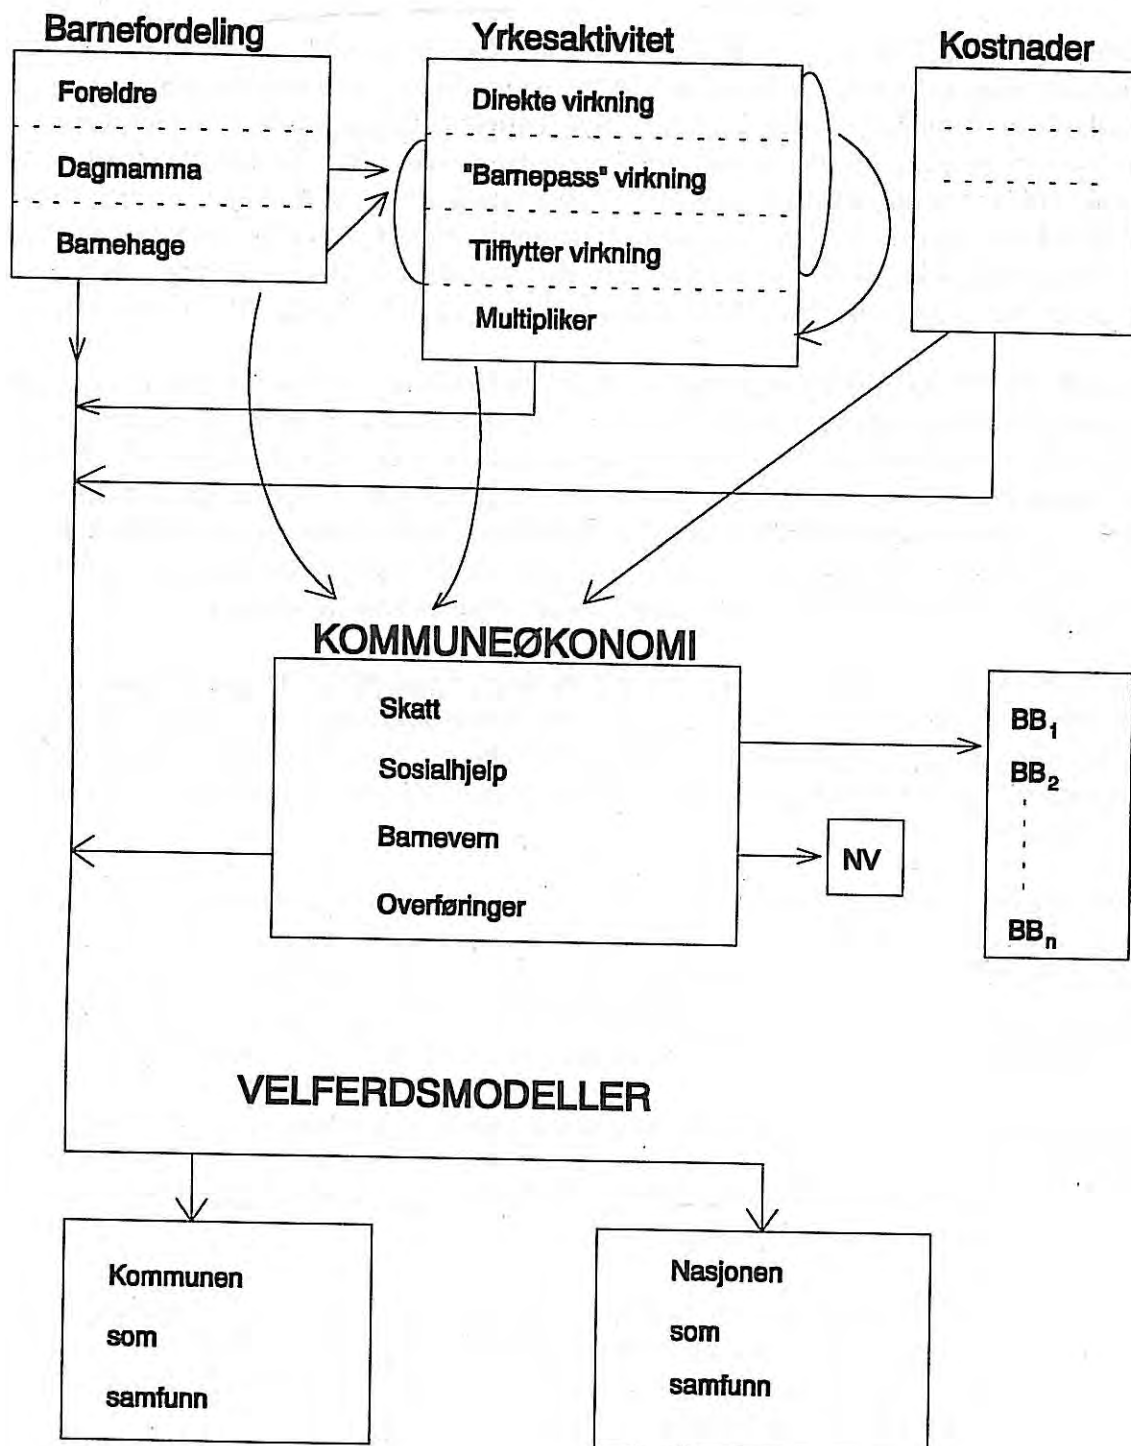 Barnefordeling
Foreldre
Dagmamma
Barnehage
Yrkesaktivitet
Direkte virkning
"Barnepass" virkning
Tilflytter virkning
Multipliker
Kostnader
KOMMUNEØKONOMI
Skatt
Sosialhjelp
Barnevern
Overføringer
NV
BB₁
BB₂
BBₙ
VELFERDSMODELLER
Kommunen
som
samfunn
Nasjonen
som
samfunn